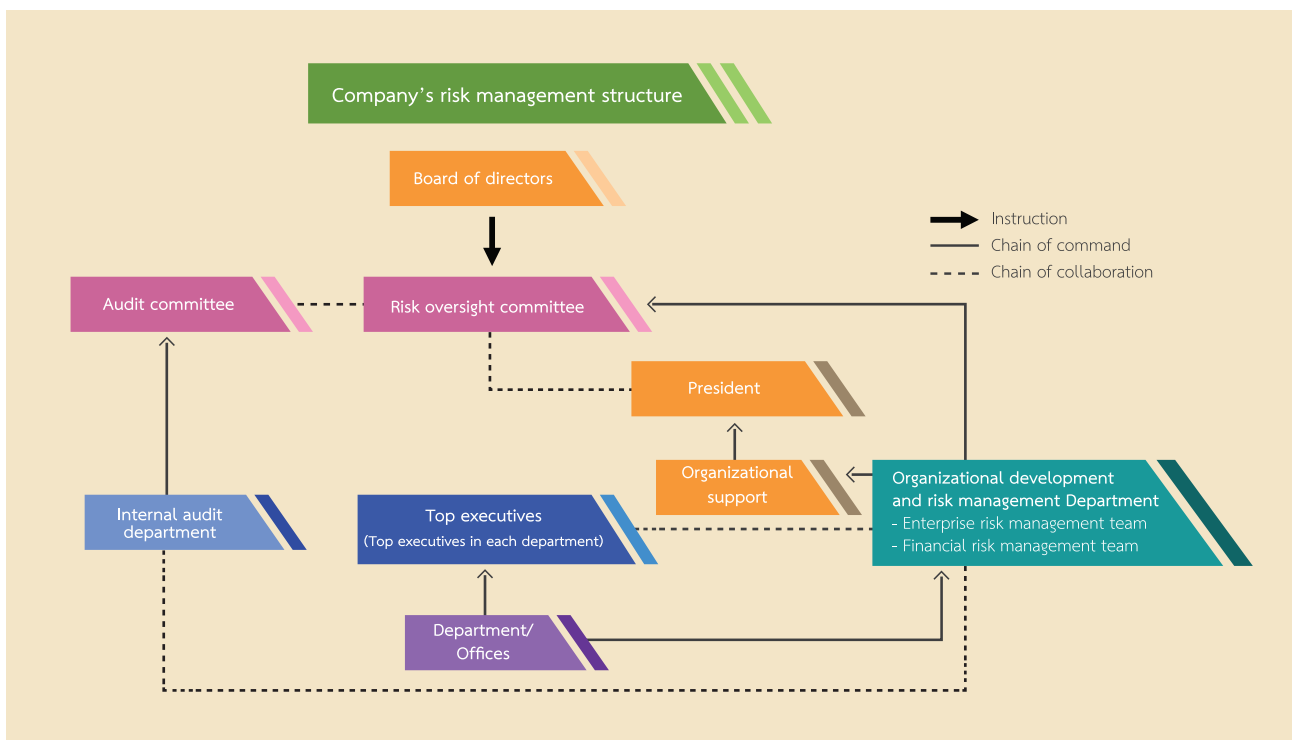 Company's risk management structure
Board of directors
Instruction
Chain of command
Chain of collaboration
Audit committee
Risk oversight committee
President
Organizational
support
Organizational development
and risk management Department
- Enterprise risk management team
- Financial risk management team
Internal audit
department
Top executives
(Top executives in each department)
Department/
Offices